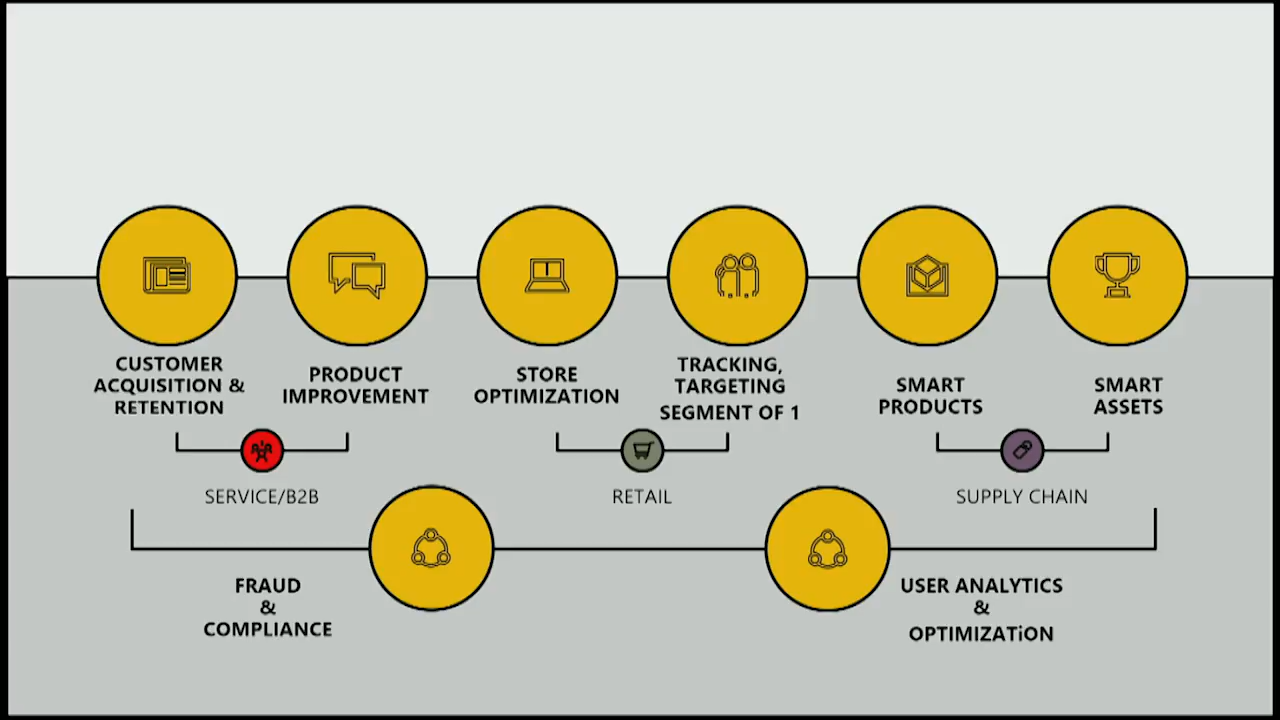 CUSTOMER
ACQUISITION &
RETENTION
PRODUCT
IMPROVEMENT
STORE
OPTIMIZATION
TRACKING,
TARGETING
SEGMENT OF 1
SMART
PRODUCTS
SMART
ASSETS
SERVICE/B2B
RETAIL
SUPPLY CHAIN
FRAUD
&
COMPLIANCE
USER ANALYTICS
&
OPTIMIZATiON